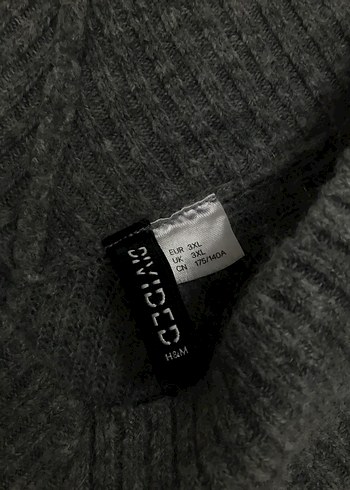 DIVIDED
H&M
EUR 3XL
UK 3XL
CN 175/140A